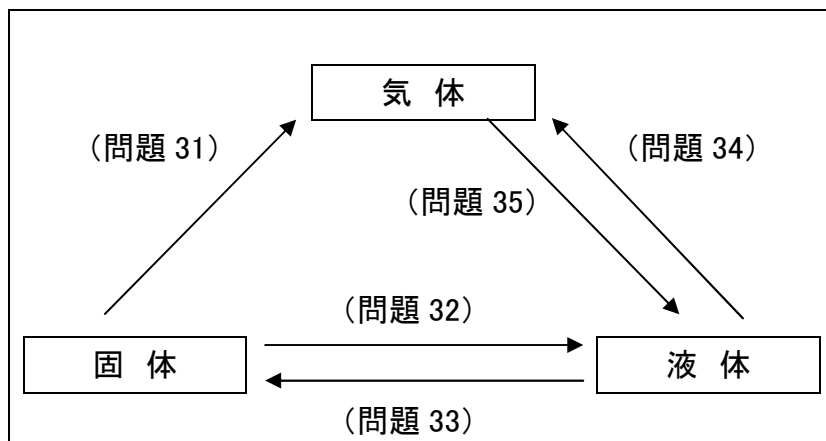 気 体
（問題 31）
（問題 34）
（問題 35）
（問題 32）
固 体
液 体
（問題 33）